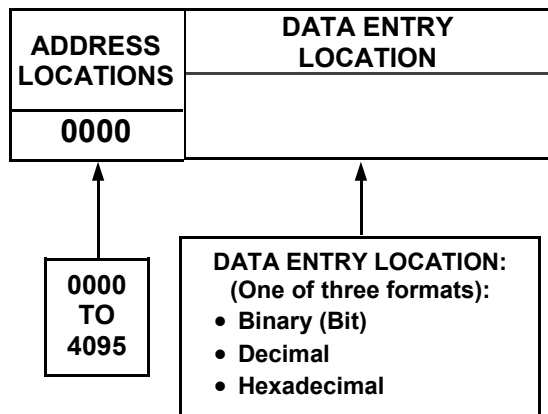 ADDRESS
LOCATIONS
DATA ENTRY
LOCATION
0000
0000
TO
4095
DATA ENTRY LOCATION:
(One of three formats):
• Binary (Bit)
• Decimal
• Hexadecimal